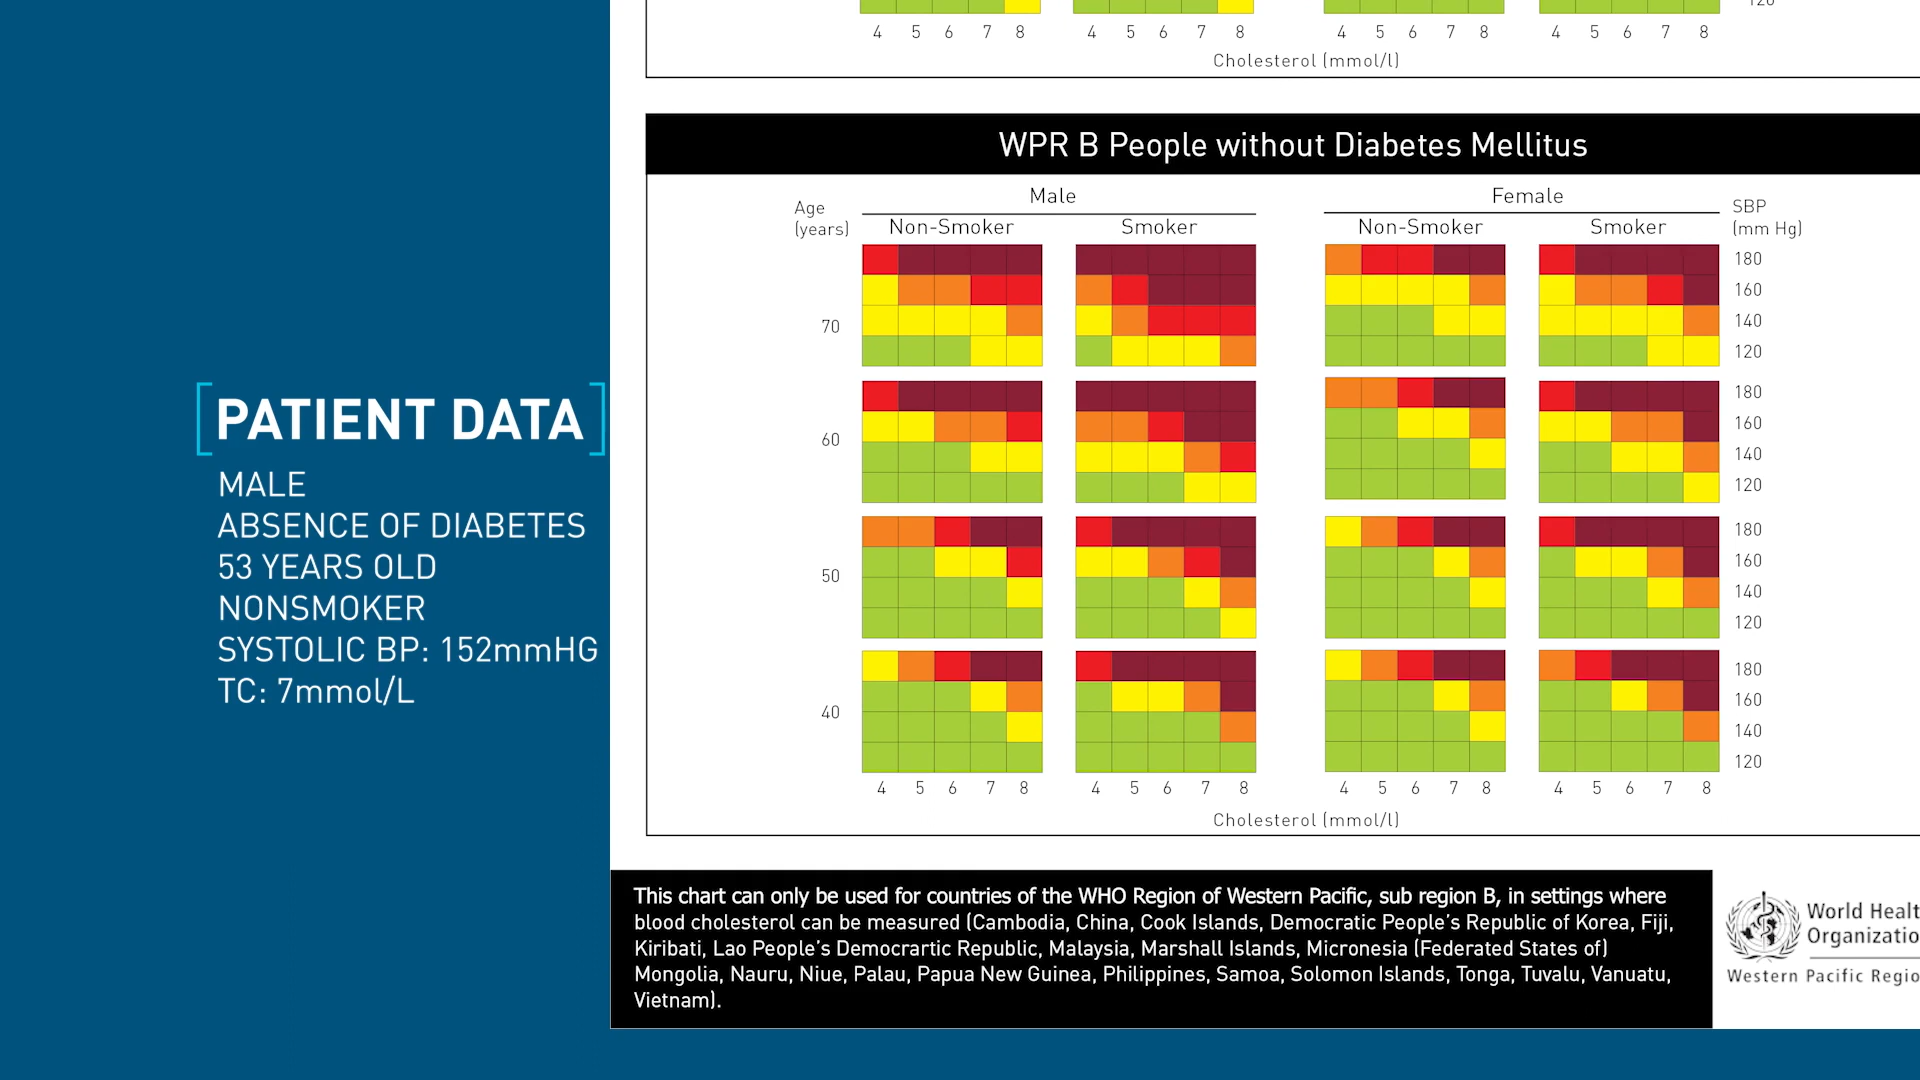 [PATIENT DATA]
MALE
ABSENCE OF DIABETES
53 YEARS OLD
NONSMOKER
SYSTOLIC BP: 152mmHG
TC: 7mmol/L
4 5 6 7 8 4 5 6 7 8 4 5 6 7 8 4 5 6 7 8
Cholesterol (mmol/l)
WPR B People without Diabetes Mellitus
Male Female
Age
(years)
Non-Smoker Smoker Non-Smoker Smoker
SBP
(mm Hg)
180
160
70 140
120
180
60 160
140
120
180
160
50 140
120
180
160
40 140
120
4 5 6 7 8 4 5 6 7 8 4 5 6 7 8 4 5 6 7 8
Cholesterol (mmol/l)
This chart can only be used for countries of the WHO Region of Western Pacific, sub region B, in settings where
blood cholesterol can be measured (Cambodia, China, Cook Islands, Democratic People's Republic of Korea, Fiji,
Kiribati, Lao People's Democrartic Republic, Malaysia, Marshall Islands, Micronesia (Federated States of)
Mongolia, Nauru, Niue, Palau, Papua New Guinea, Philippines, Samoa, Solomon Islands, Tonga, Tuvalu, Vanuatu,
Vietnam).
World Healt
Organizatio
Western Pacific Regio